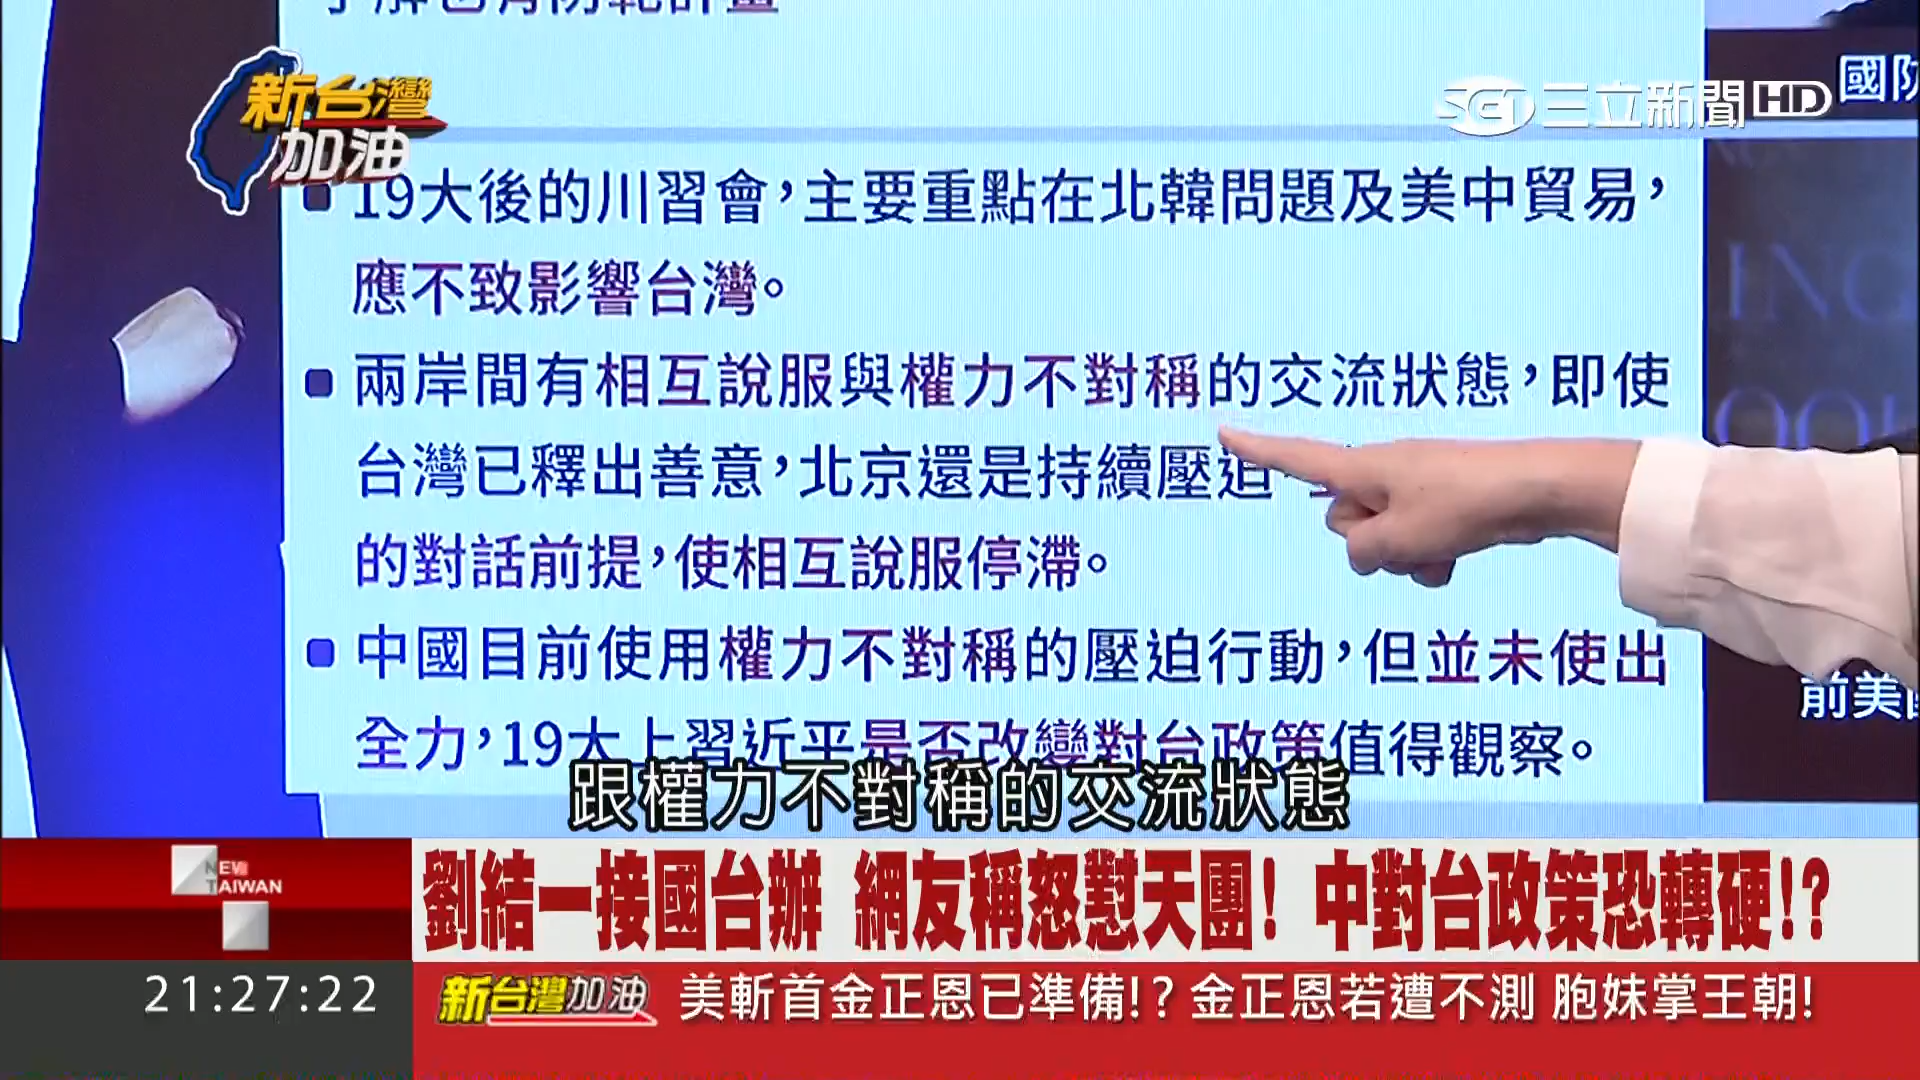 新台灣
加油
SET三立新聞HD
國防
19大後的川習會，主要重點在北韓問題及美中貿易，
應不致影響台灣。
兩岸間有相互說服與權力不對稱的交流狀態，即使
台灣已釋出善意，北京還是持續壓迫
的對話前提，使相互說服停滯。
中國目前使用權力不對稱的壓迫行動，但並未使出
全力，19大上習近平是否改變對台政策值得觀察。
ING
前美國
跟權力不對稱的交流狀態
NEW
TAIWAN
劉結一接國台辦 網友稱怒懟天團! 中對台政策恐轉硬!?
21:27:22
新台灣加油 美斬首金正恩已準備!?金正恩若遭不測 胞妹掌王朝!